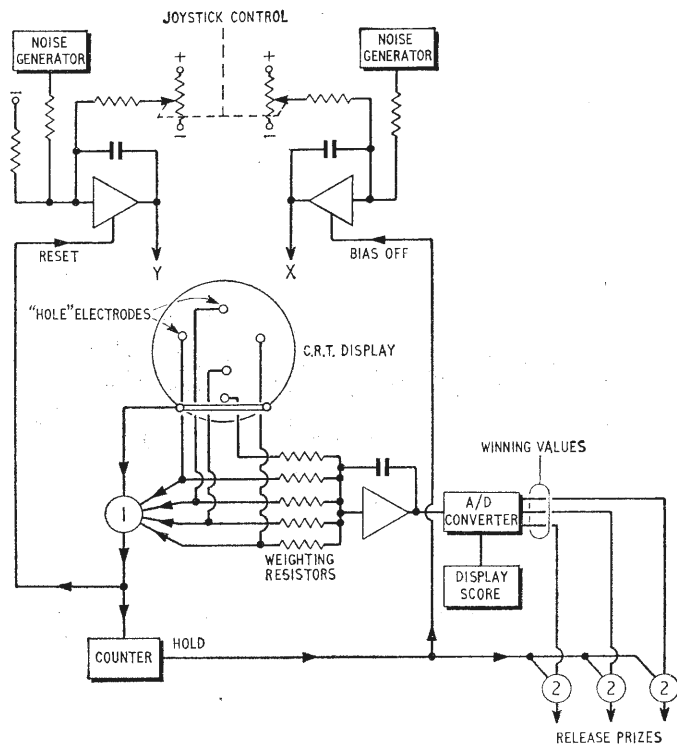 JOYSTICK CONTROL
NOISE
GENERATOR
NOISE
GENERATOR
+
+
–
–
–
RESET
BIAS OFF
Y
X
"HOLE" ELECTRODES
C.R.T. DISPLAY
WINNING VALUES
1
A/D
CONVERTER
WEIGHTING
RESISTORS
DISPLAY
SCORE
COUNTER
HOLD
2
2
2
RELEASE PRIZES